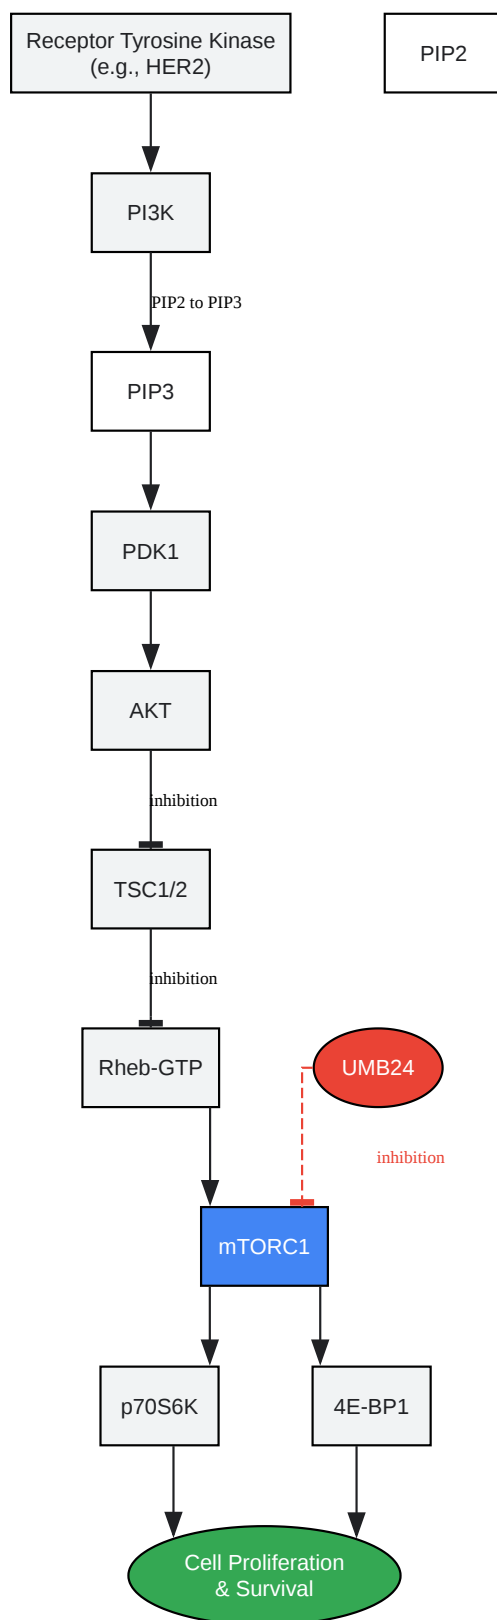 Receptor Tyrosine Kinase
(e.g., HER2)
PIP2
PI3K
PIP2 to PIP3
PIP3
PDK1
AKT
inhibition
TSC1/2
inhibition
Rheb-GTP
UMB24
inhibition
mTORC1
p70S6K
4E-BP1
Cell Proliferation
& Survival